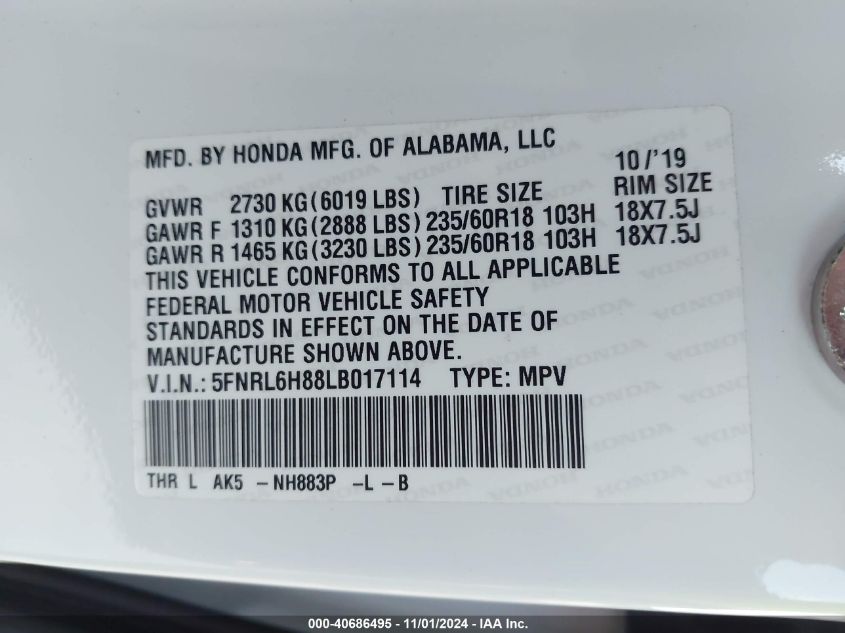 MFD. BY HONDA MFG. OF ALABAMA, LLC 10/'19
GVWR 2730 KG(6019 LBS) TIRE SIZE RIM SIZE
GAWR F 1310 KG(2888 LBS) 235/60R18 103H 18X7.5J
GAWR R 1465 KG(3230 LBS) 235/60R18 103H 18X7.5J
THIS VEHICLE CONFORMS TO ALL APPLICABLE
FEDERAL MOTOR VEHICLE SAFETY
STANDARDS IN EFFECT ON THE DATE OF
MANUFACTURE SHOWN ABOVE.
V.I.N.: 5FNRL6H88LB017114 TYPE: MPV
THR L AK5 -NH883P -L -B
000-40686495 - 11/01/2024 - IAA Inc.